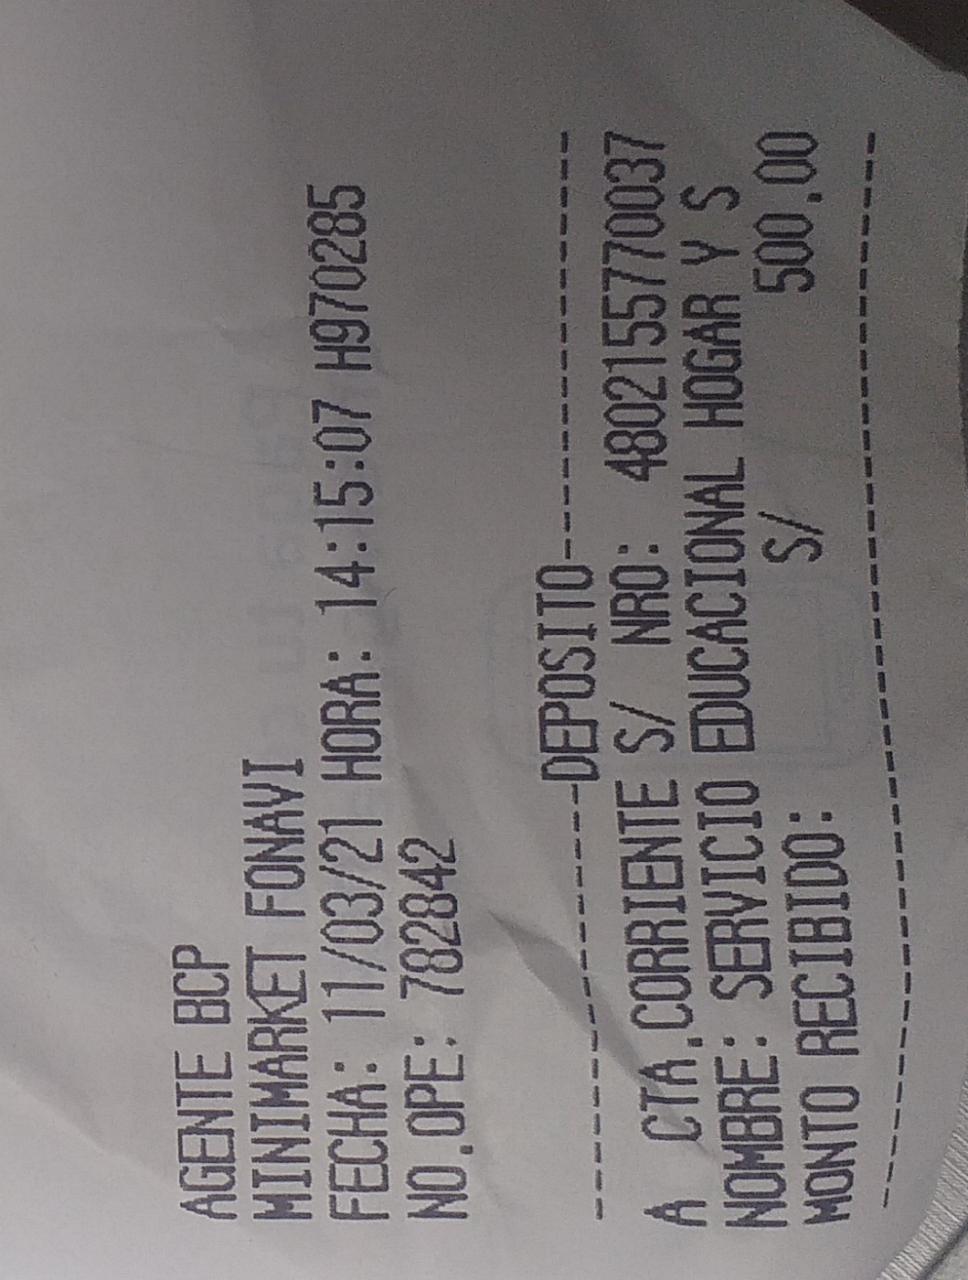 AGENTE BCP
MINIMARKET FONAVI
FECHA: 11/03/21 HORA: 14:15:07 H970285
NO.OPE: 782842
---------------DEPOSITO---------------
A CTA.CORRIENTE S/ NRO: 4802155770037
NOMBRE: SERVICIO EDUCACIONAL HOGAR Y S
MONTO RECIBIDO: S/ 500.00
--------------------------------------